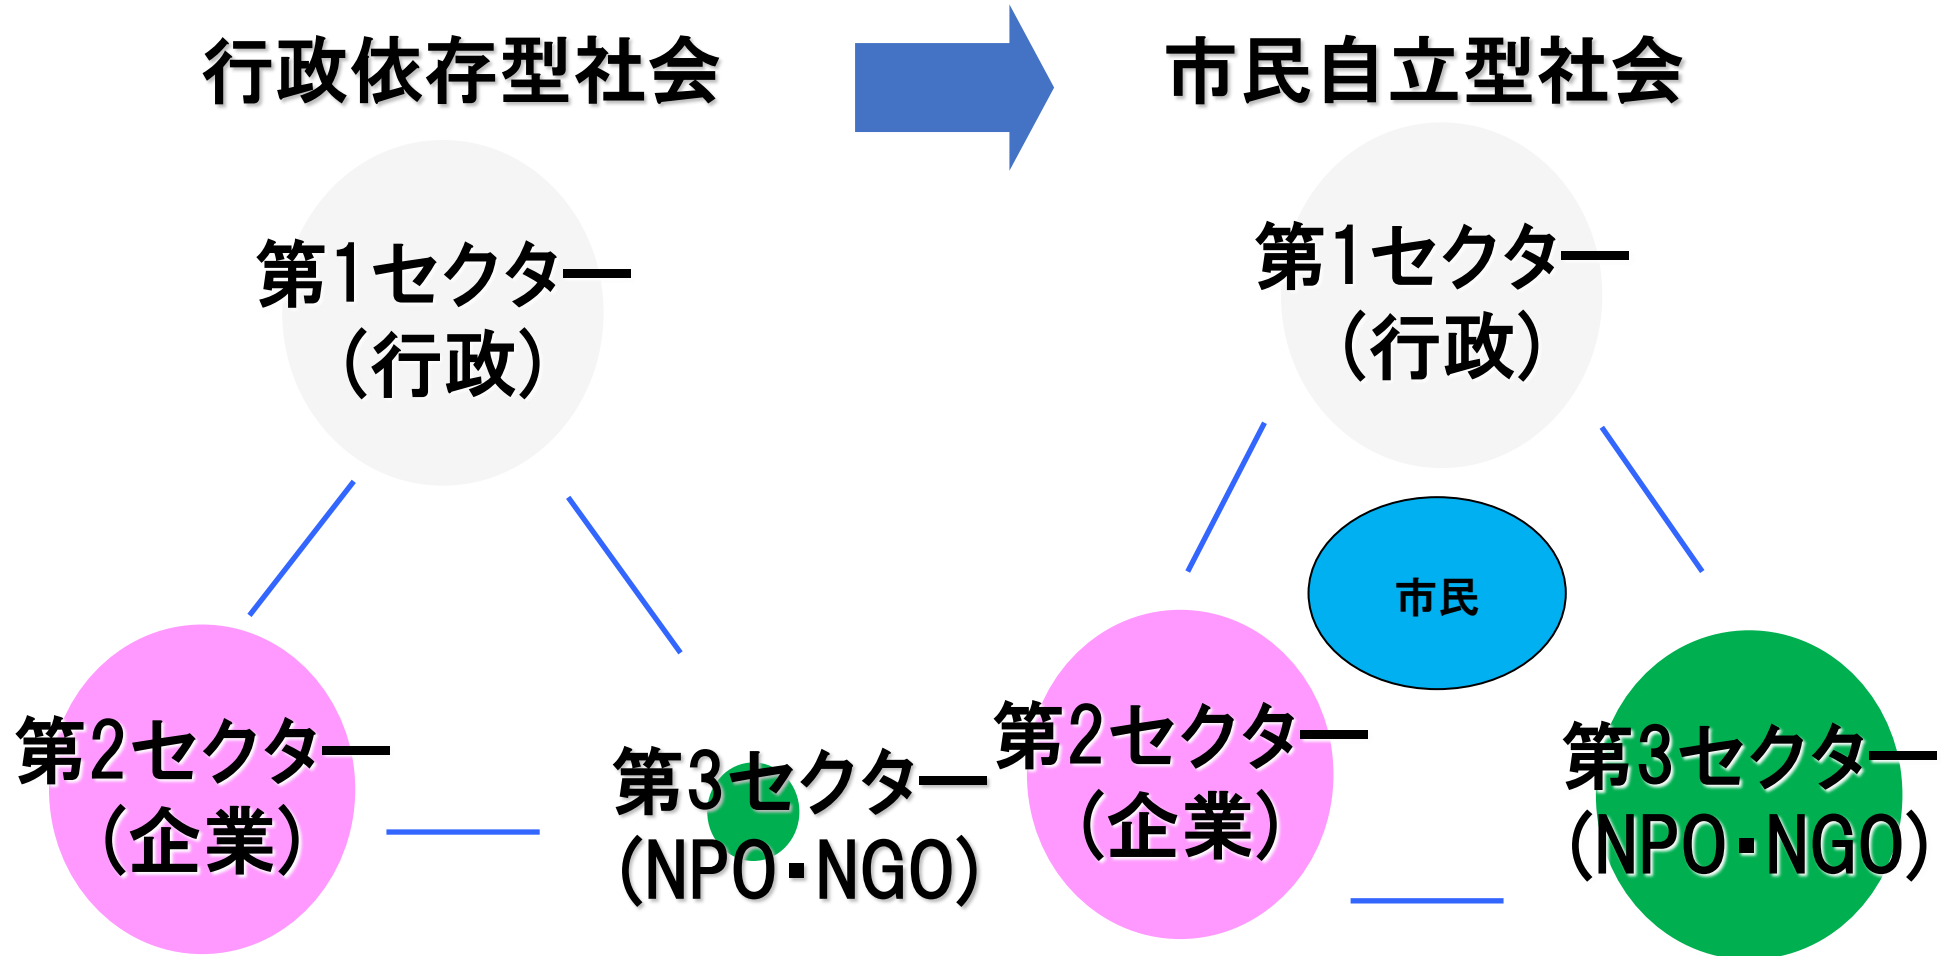 行政依存型社会
市民自立型社会
第1セクター
(行政)
第2セクター
(企業)
第3セクター
(NPO・NGO)
第1セクター
(行政)
市民
第2セクター
(企業)
第3セクター
(NPO・NGO)